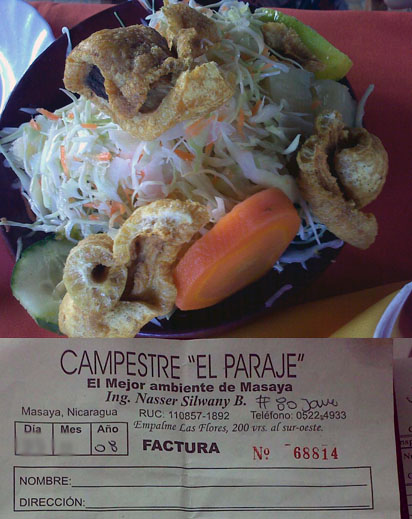 CAMPESTRE "EL PARAJE"
El Mejor ambiente de Masaya
Ing. Nasser Silwany B.
Masaya, Nicaragua RUC: 110857-1892 Teléfono: 0522-4933
Empalme Las Flores, 200 vrs. al sur-oeste.
Dia Mes Año
08
FACTURA Nº 68814
NOMBRE:
DIRECCIÓN: